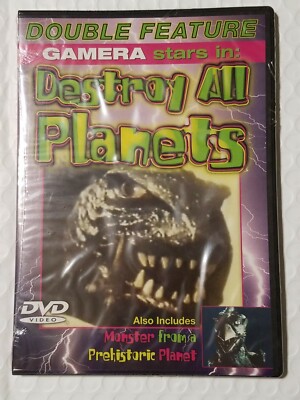 DOUBLE FEATURE
GAMERA stars in:
Destroy All
Planets
DVD
VIDEO
Also Includes
Monster from a
Prehistoric Planet